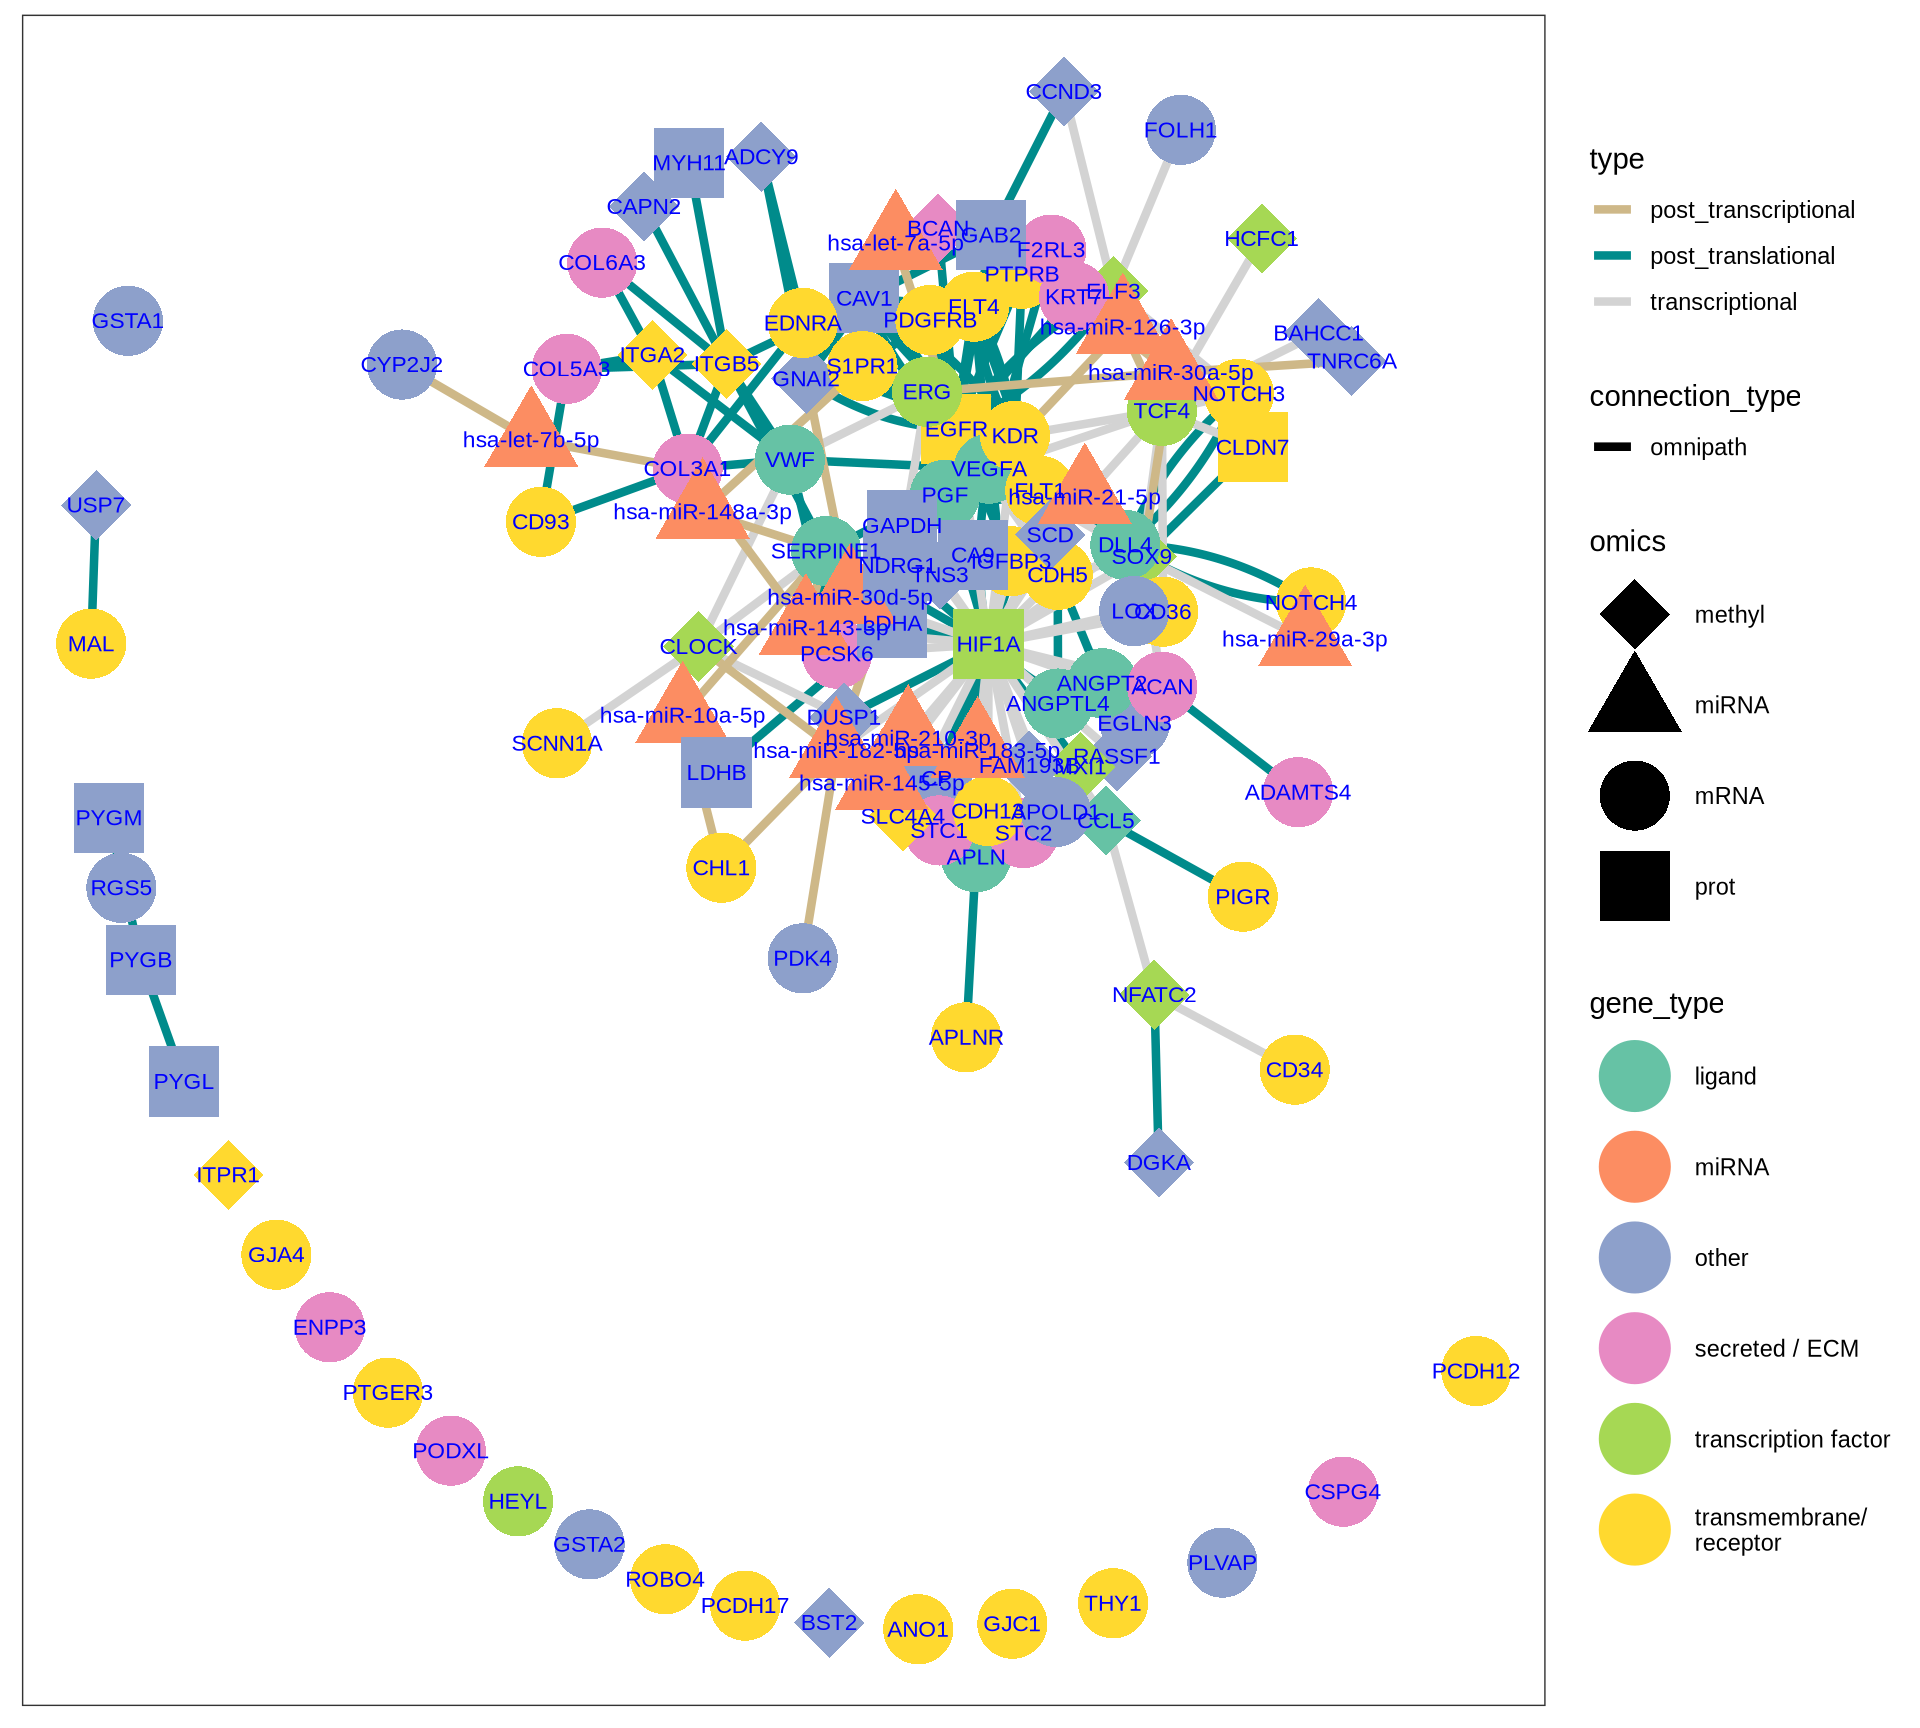 CCND3
FOLH1
MYH11
ADCY9
CAPN2
BCAN
GAB2
hsa-let-7a-5p
F2RL3
HCFC1
COL6A3
PTPRB
CAV1
KRT7
ELF3
GSTA1
EDNRA
PDGFRB
FLT4
hsa-miR-126-3p
BAHCC1
CYP2J2
COL5A3
ITGA2
ITGB5
GNAI2
S1PR1
hsa-miR-30a-5p
TNRC6A
ERG
NOTCH3
TCF4
hsa-let-7b-5p
EGFR
KDR
CLDN7
COL3A1
VWF
VEGFA
PGF
FLT1
hsa-miR-21-5p
USP7
CD93
hsa-miR-148a-3p
GAPDH
SCD
SERPINE1
NDRG1
CA9
IGFBP3
DLL4
SOX9
TNS3
CDH5
hsa-miR-30d-5p
LOX
CD36
NOTCH4
MAL
hsa-miR-143-3p
LDHA
hsa-miR-29a-3p
CLOCK
PCSK6
HIF1A
ANGPT2
ACAN
hsa-miR-10a-5p
DUSP1
ANGPTL4
EGLN3
SCNN1A
hsa-miR-210-3p
hsa-miR-182-5p
hsa-miR-183-5p
RASSF1
LDHB
CP
FAM193B
MXI1
hsa-miR-145-5p
ADAMTS4
PYGM
SLC4A4
STC1
CDH13
APOLD1
STC2
CCL5
APLN
CHL1
PIGR
RGS5
PYGB
PDK4
NFATC2
APLNR
CD34
PYGL
DGKA
ITPR1
GJA4
ENPP3
PTGER3
PCDH12
PODXL
HEYL
CSPG4
GSTA2
PLVAP
ROBO4
PCDH17
BST2
ANO1
GJC1
THY1
type
post_transcriptional
post_translational
transcriptional
connection_type
omnipath
omics
methyl
miRNA
mRNA
prot
gene_type
ligand
miRNA
other
secreted / ECM
transcription factor
transmembrane/
receptor